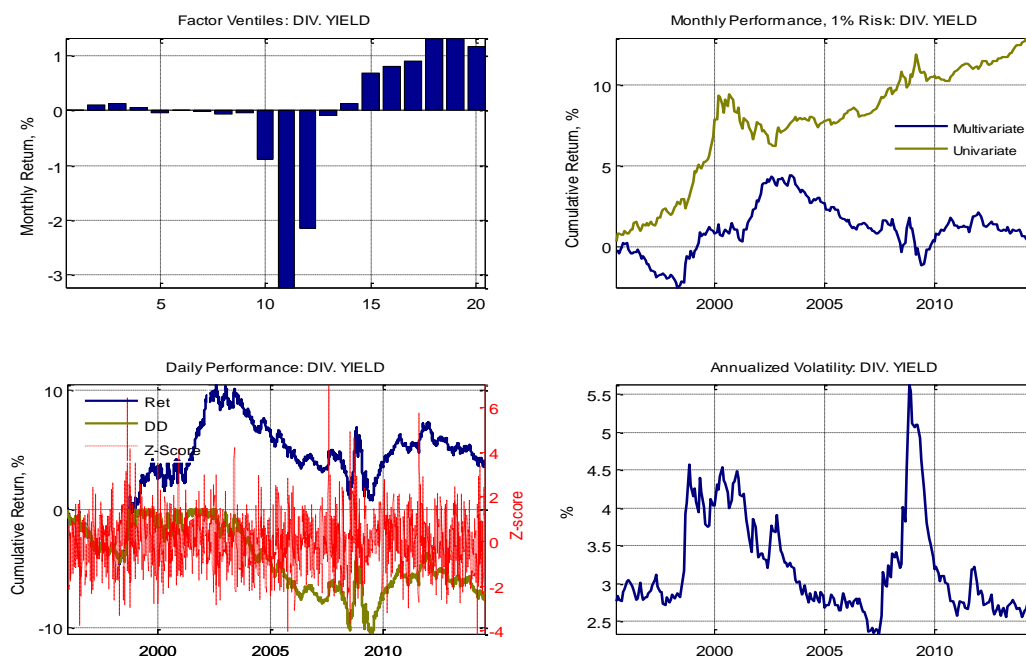 Factor Ventiles: DIV. YIELD
Monthly Return, %
1
0
-1
-2
-3
5
10
15
20
Monthly Performance, 1% Risk: DIV. YIELD
Cumulative Return, %
10
5
0
Multivariate
Univariate
2000
2005
2010
Daily Performance: DIV. YIELD
Cumulative Return, %
10
0
-10
Ret
DD
Z-Score
6
4
2
0
-2
-4
Z-score
2000
2005
2010
Annualized Volatility: DIV. YIELD
%
5.5
5
4.5
4
3.5
3
2.5
2000
2005
2010